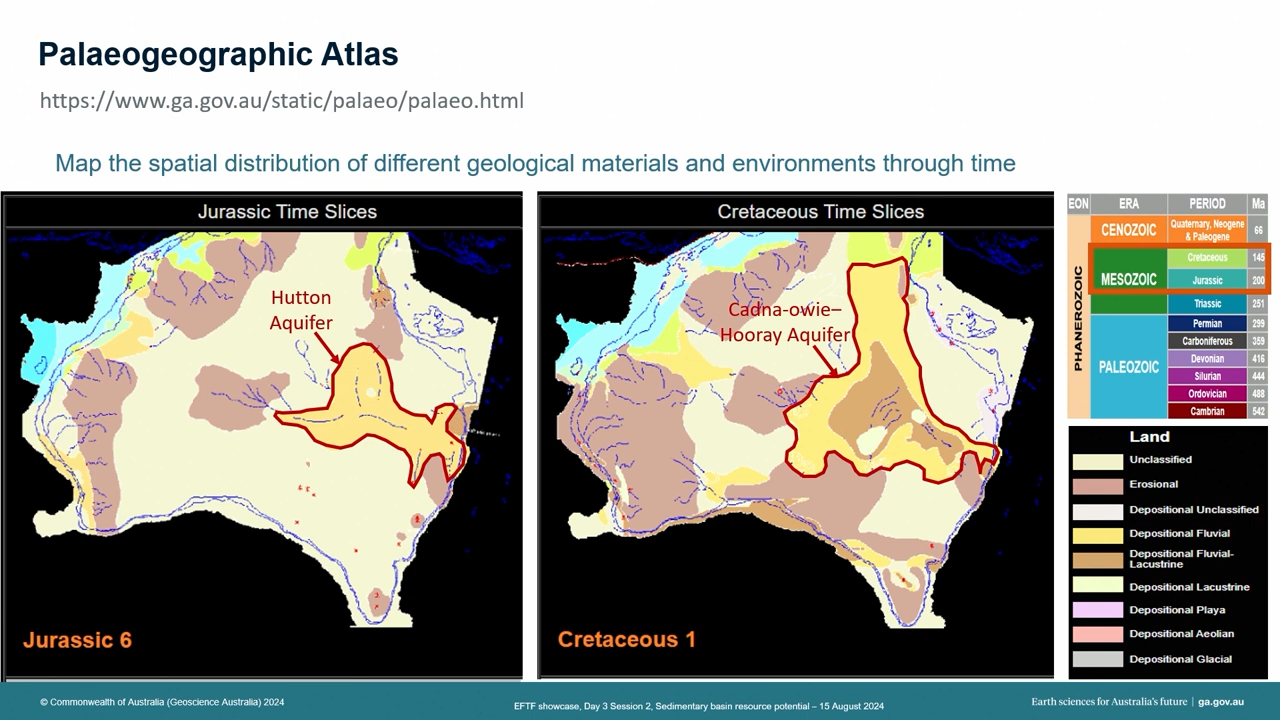 Palaeogeographic Atlas
https://www.ga.gov.au/static/palaeo/palaeo.html
Map the spatial distribution of different geological materials and environments through time
Jurassic Time Slices
Hutton
Aquifer
Jurassic 6
Cretaceous Time Slices
Cadna-owie–
Hooray Aquifer
Cretaceous 1
EON ERA PERIOD Ma
PHANEROZOIC
CENOZOIC
Quaternary, Neogene
& Paleogene
66
MESOZOIC
Cretaceous 145
Jurassic 200
Triassic 251
PALEOZOIC
Permian 299
Carboniferous 359
Devonian 416
Silurian 444
Ordovician 488
Cambrian 542
Land
Unclassified
Erosional
Depositional Unclassified
Depositional Fluvial
Depositional Fluvial-
Lacustrine
Depositional Lacustrine
Depositional Playa
Depositional Aeolian
Depositional Glacial
© Commonwealth of Australia (Geoscience Australia) 2024
EFTF showcase, Day 3 Session 2, Sedimentary basin resource potential – 15 August 2024
Earth sciences for Australia's future | ga.gov.au